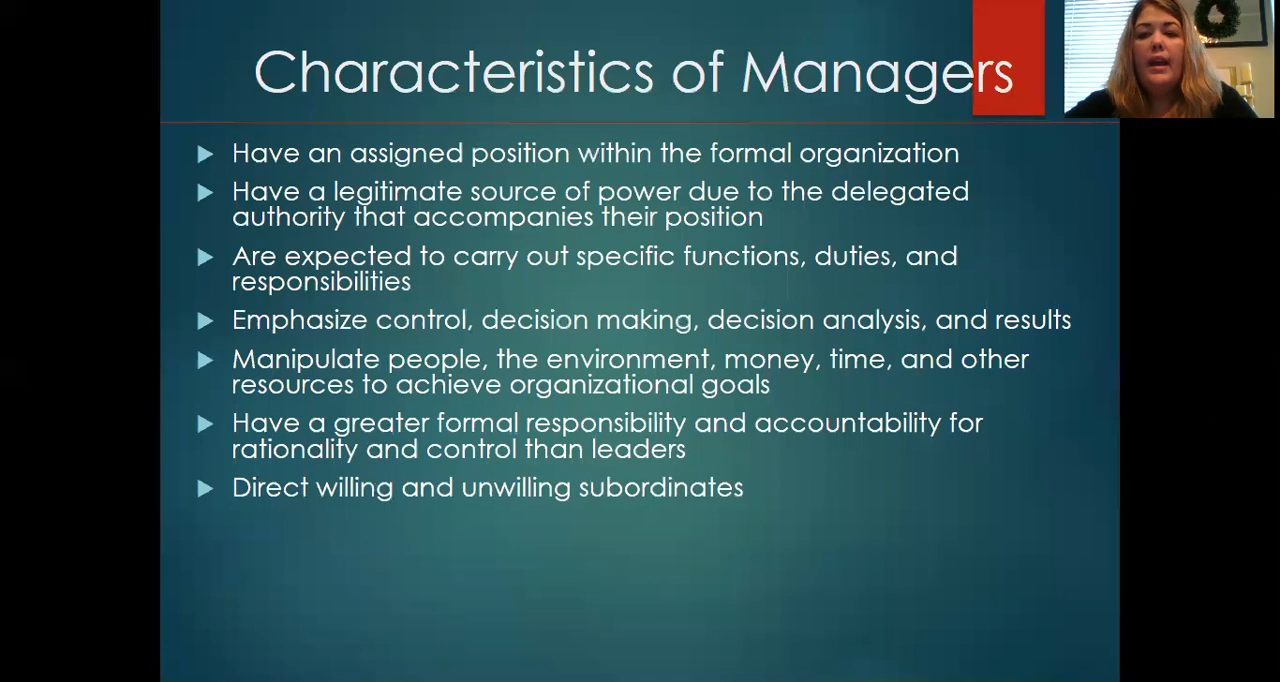 Characteristics of Managers
Have an assigned position within the formal organization
Have a legitimate source of power due to the delegated
authority that accompanies their position
Are expected to carry out specific functions, duties, and
responsibilities
Emphasize control, decision making, decision analysis, and results
Manipulate people, the environment, money, time, and other
resources to achieve organizational goals
Have a greater formal responsibility and accountability for
rationality and control than leaders
Direct willing and unwilling subordinates